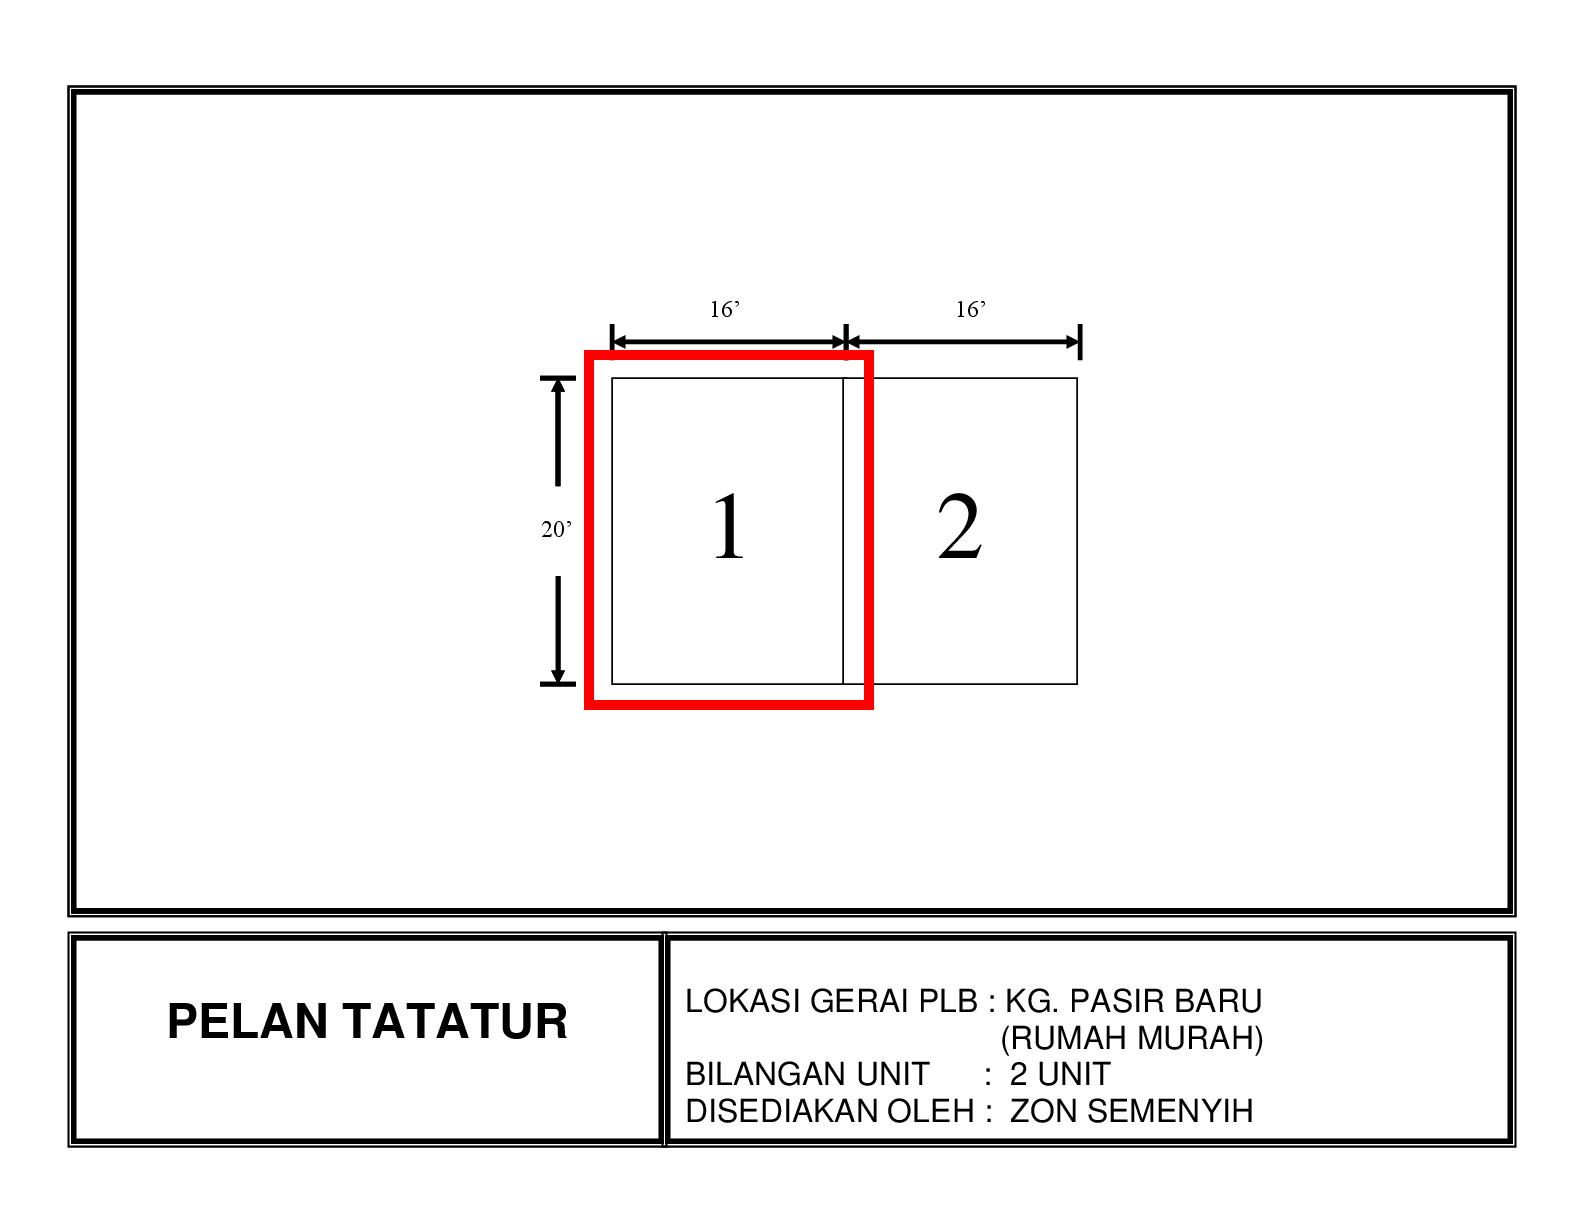 16’ 16’
1 2
20’
PELAN TATATUR
LOKASI GERAI PLB : KG. PASIR BARU
(RUMAH MURAH)
BILANGAN UNIT : 2 UNIT
DISEDIAKAN OLEH : ZON SEMENYIH